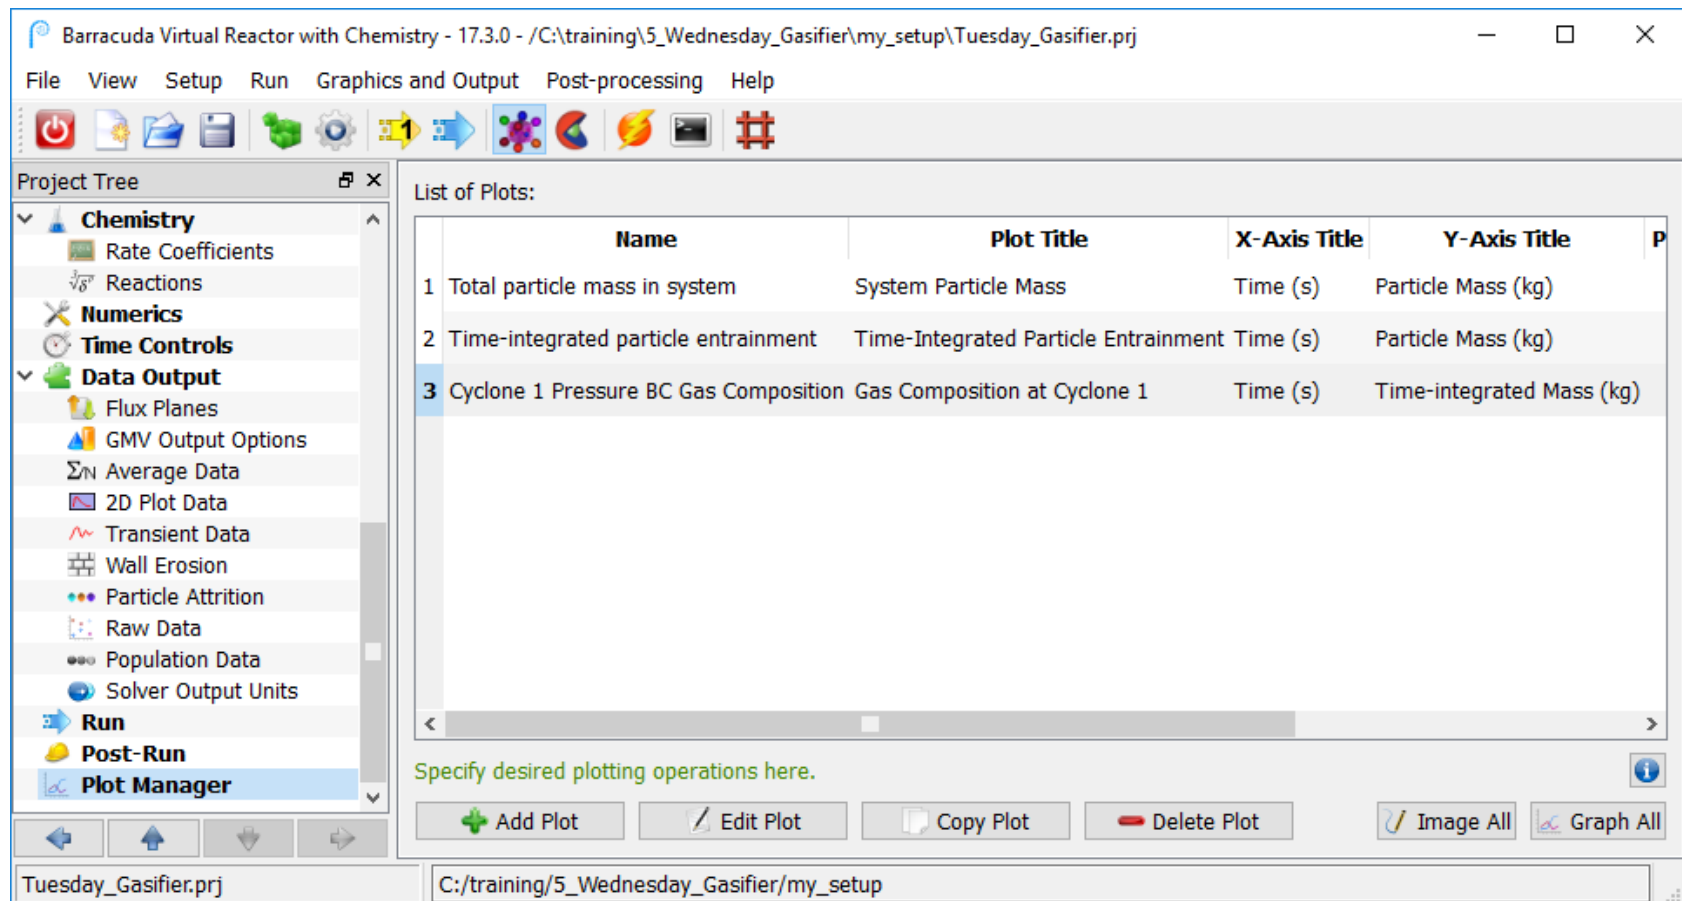 Barracuda Virtual Reactor with Chemistry - 17.3.0 - /C:\training\5_Wednesday_Gasifier\my_setup\Tuesday_Gasifier.prj
File View Setup Run Graphics and Output Post-processing Help
Project Tree
Chemistry
Rate Coefficients
Reactions
Numerics
Time Controls
Data Output
Flux Planes
GMV Output Options
Σ/N Average Data
2D Plot Data
Transient Data
Wall Erosion
Particle Attrition
Raw Data
Population Data
Solver Output Units
Run
Post-Run
Plot Manager
List of Plots:
Name Plot Title X-Axis Title Y-Axis Title P
1 Total particle mass in system System Particle Mass Time (s) Particle Mass (kg)
2 Time-integrated particle entrainment Time-Integrated Particle Entrainment Time (s) Particle Mass (kg)
3 Cyclone 1 Pressure BC Gas Composition Gas Composition at Cyclone 1 Time (s) Time-integrated Mass (kg)
Specify desired plotting operations here.
Add Plot Edit Plot Copy Plot Delete Plot Image All Graph All
Tuesday_Gasifier.prj C:/training/5_Wednesday_Gasifier/my_setup